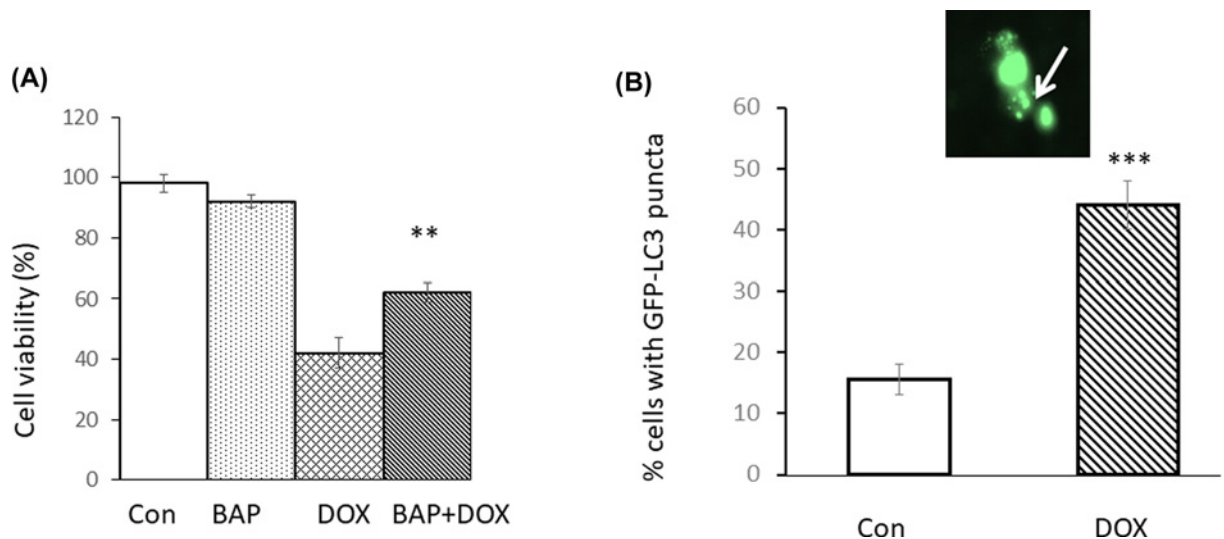 (A)
Cell viability (%)
120
100
80
60
40
20
0
**
Con BAP DOX BAP+DOX
(B)
% cells with GFP-LC3 puncta
60
50
40
30
20
10
0
***
Con DOX